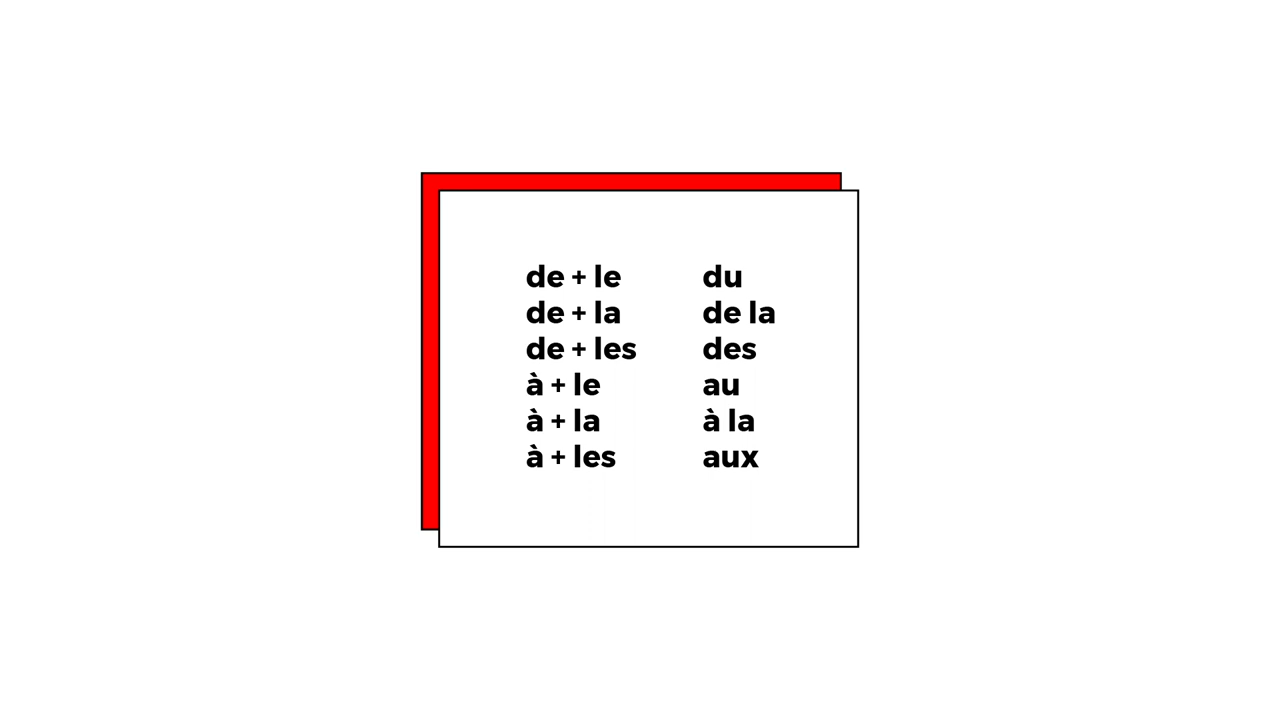 de + le du
de + la de la
de + les des
à + le au
à + la à la
à + les aux